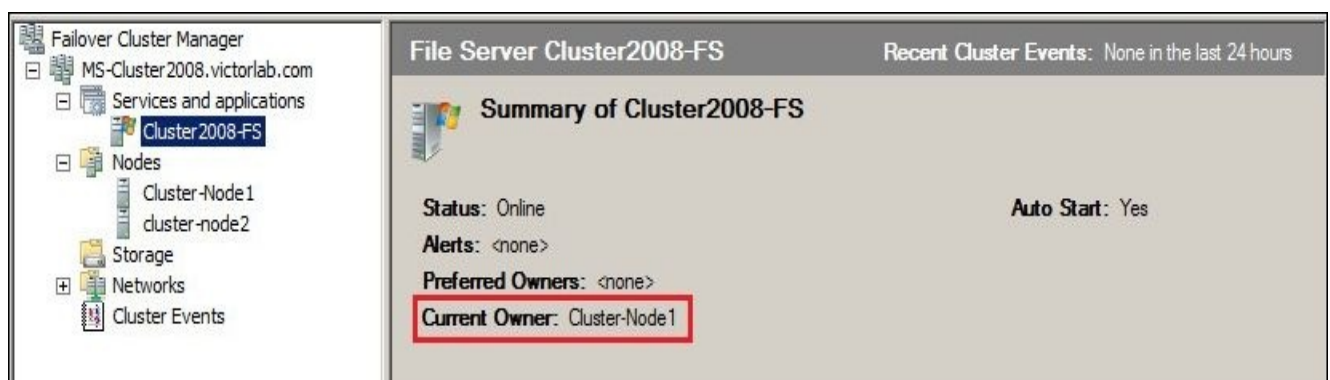 Failover Cluster Manager
MS-Cluster2008.victorlab.com
Services and applications
Cluster2008-FS
Nodes
Cluster-Node1
cluster-node2
Storage
Networks
Cluster Events
File Server Cluster2008-FS Recent Cluster Events: None in the last 24 hours
Summary of Cluster2008-FS
Status: Online Auto Start: Yes
Alerts: <none>
Preferred Owners: <none>
Current Owner: Cluster-Node1